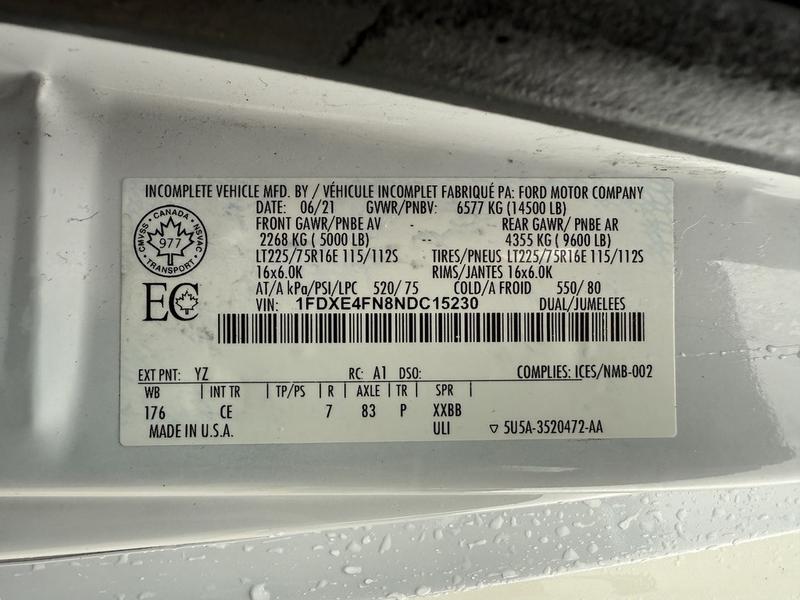 INCOMPLETE VEHICLE MFD. BY / VÉHICULE INCOMPLET FABRIQUÉ PA: FORD MOTOR COMPANY
DATE: 06/21 GVWR/PNBV: 6577 KG (14500 LB)
FRONT GAWR/PNBE AV REAR GAWR/ PNBE AR
2268 KG ( 5000 LB) -- 4355 KG ( 9600 LB)
LT225/75R16E 115/112S TIRES/PNEUS LT225/75R16E 115/112S
16x6.0K RIMS/JANTES 16x6.0K
AT/A kPa/PSI/LPC 520/ 75 COLD/A FROID 550/ 80
VIN: 1FDXE4FN8NDC15230 DUAL/JUMELEES
CANADA
CMVSS NSVAC
977
TRANSPORT
EC
EXT PNT: YZ RC: A1 DSO: COMPLIES: ICES/NMB-002
WB | INT TR | TP/PS | R | AXLE | TR | SPR
176 CE 7 83 P XXBB
MADE IN U.S.A. ULI ▽ 5U5A-3520472-AA